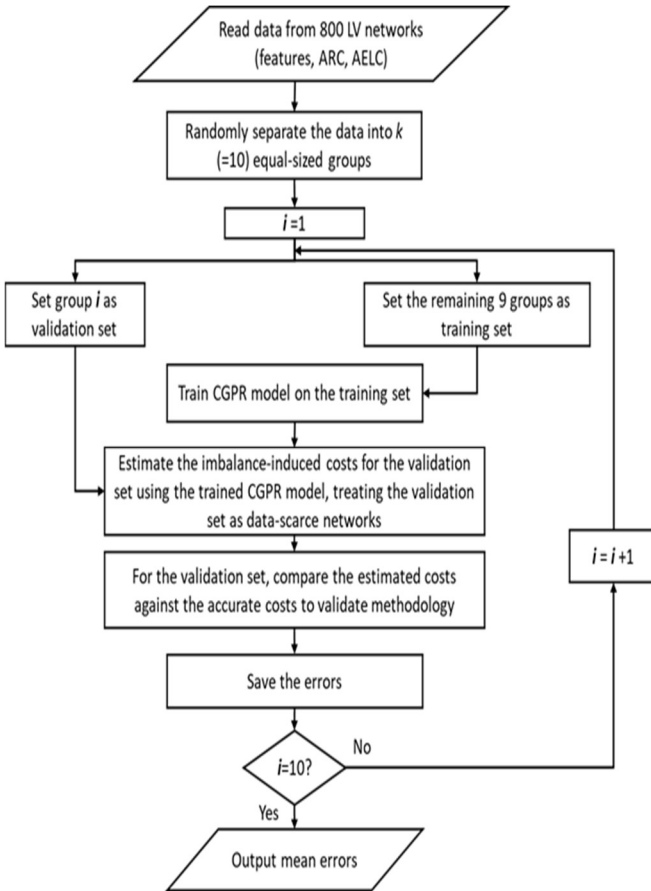 Read data from 800 LV networks
(features, ARC, AELC)
Randomly separate the data into k
(=10) equal-sized groups
i=1
Set group i as
validation set
Set the remaining 9 groups as
training set
Train CGPR model on the training set
Estimate the imbalance-induced costs for the validation
set using the trained CGPR model, treating the validation
set as data-scarce networks
i = i +1
For the validation set, compare the estimated costs
against the accurate costs to validate methodology
Save the errors
i=10?
No
Yes
Output mean errors